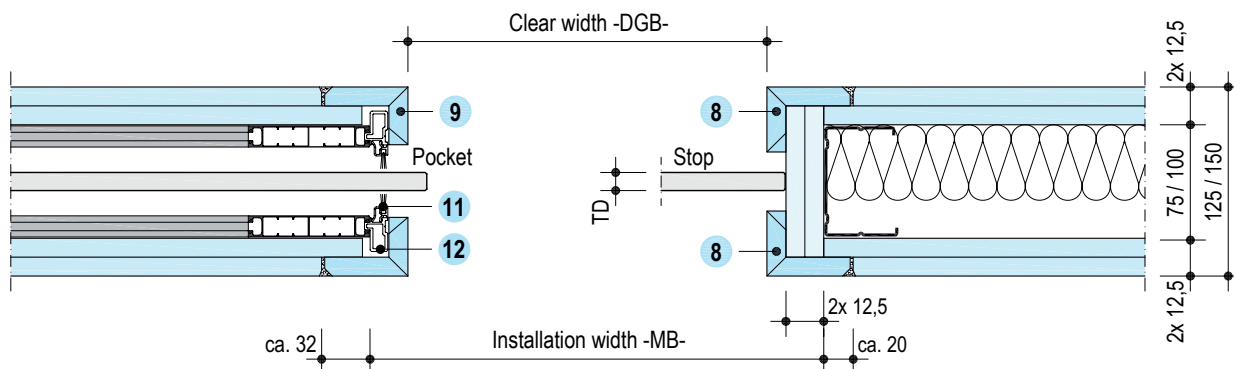 Clear width -DGB-
2x 12,5
9
8
Pocket
Stop
11
TD
75 / 100
125 / 150
12
8
2x 12,5
2x 12,5
ca. 32
Installation width -MB-
ca. 20